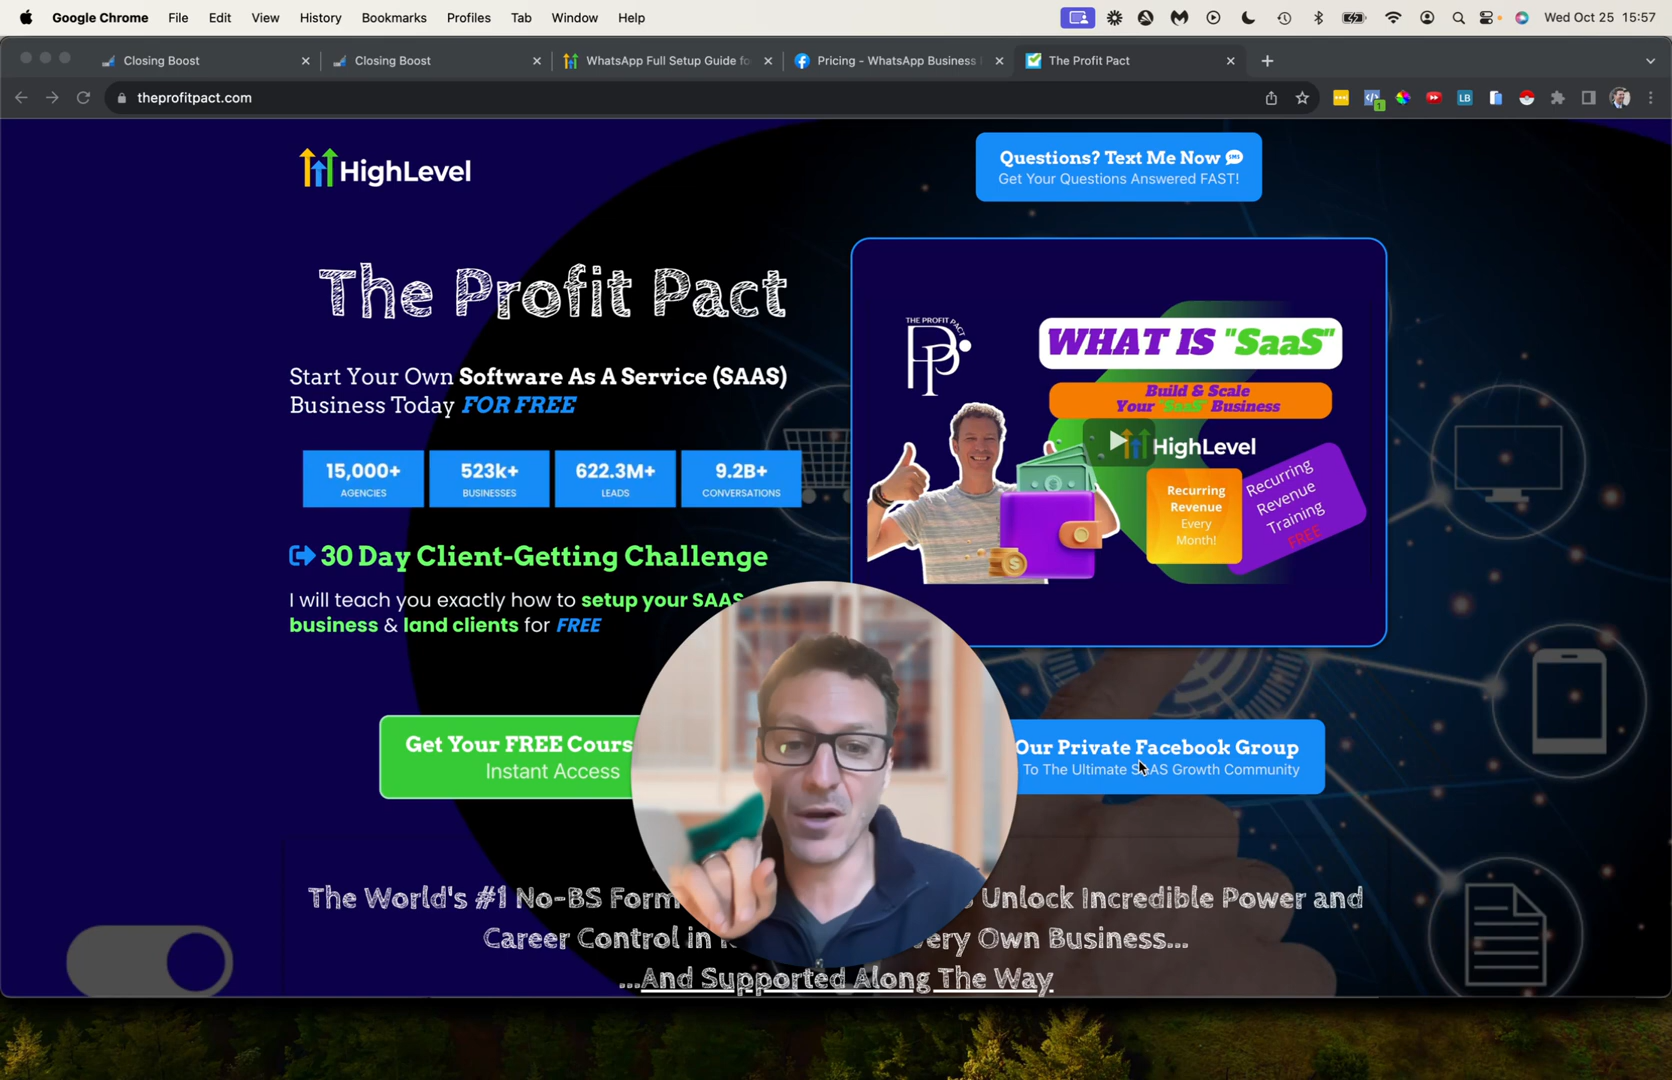 Google Chrome File Edit View History Bookmarks Profiles Tab Window Help Wed Oct 25 15:57
Closing Boost
Closing Boost
WhatsApp Full Setup Guide fo
Pricing - WhatsApp Business
The Profit Pact
theprofitpact.com
1
LB
HighLevel
Questions? Text Me Now SMS
Get Your Questions Answered FAST!
The Profit Pact
Start Your Own Software As A Service (SAAS)
Business Today FOR FREE
15,000+
AGENCIES
523k+
BUSINESSES
622.3M+
LEADS
9.2B+
CONVERSATIONS
30 Day Client-Getting Challenge
I will teach you exactly how to setup your SAAS
business & land clients for FREE
THE PROFIT PACT
PP
WHAT IS "SaaS"
Build & Scale
Your "SaaS" Business
HighLevel
Recurring
Revenue
Every
Month!
Recurring
Revenue
Training
FREE
Get Your FREE Cours
Instant Access
Our Private Facebook Group
To The Ultimate SaAS Growth Community
The World's #1 No-BS Form Unlock Incredible Power and
Career Control in ery Own Business...
...And Supported Along The Way